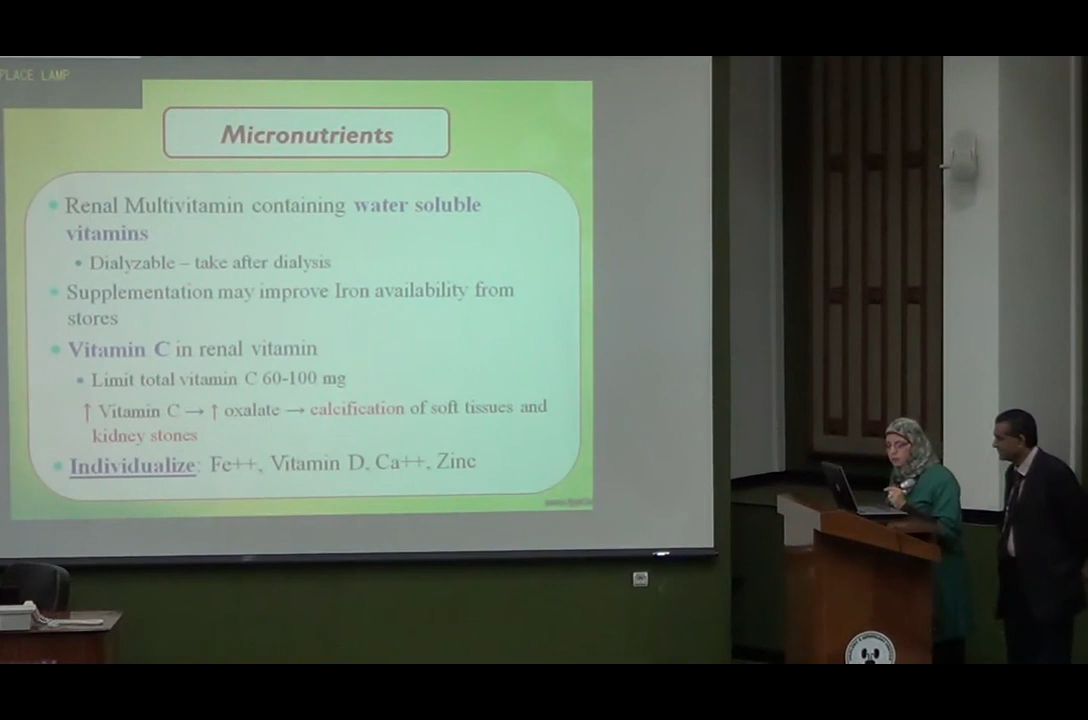 PLACE LAMP
Micronutrients
Renal Multivitamin containing water soluble
vitamins
Dialyzable – take after dialysis
Supplementation may improve Iron availability from
stores
Vitamin C in renal vitamin
Limit total vitamin C 60-100 mg
↑ Vitamin C → ↑ oxalate → calcification of soft tissues and
kidney stones
Individualize: Fe++, Vitamin D, Ca++, Zinc